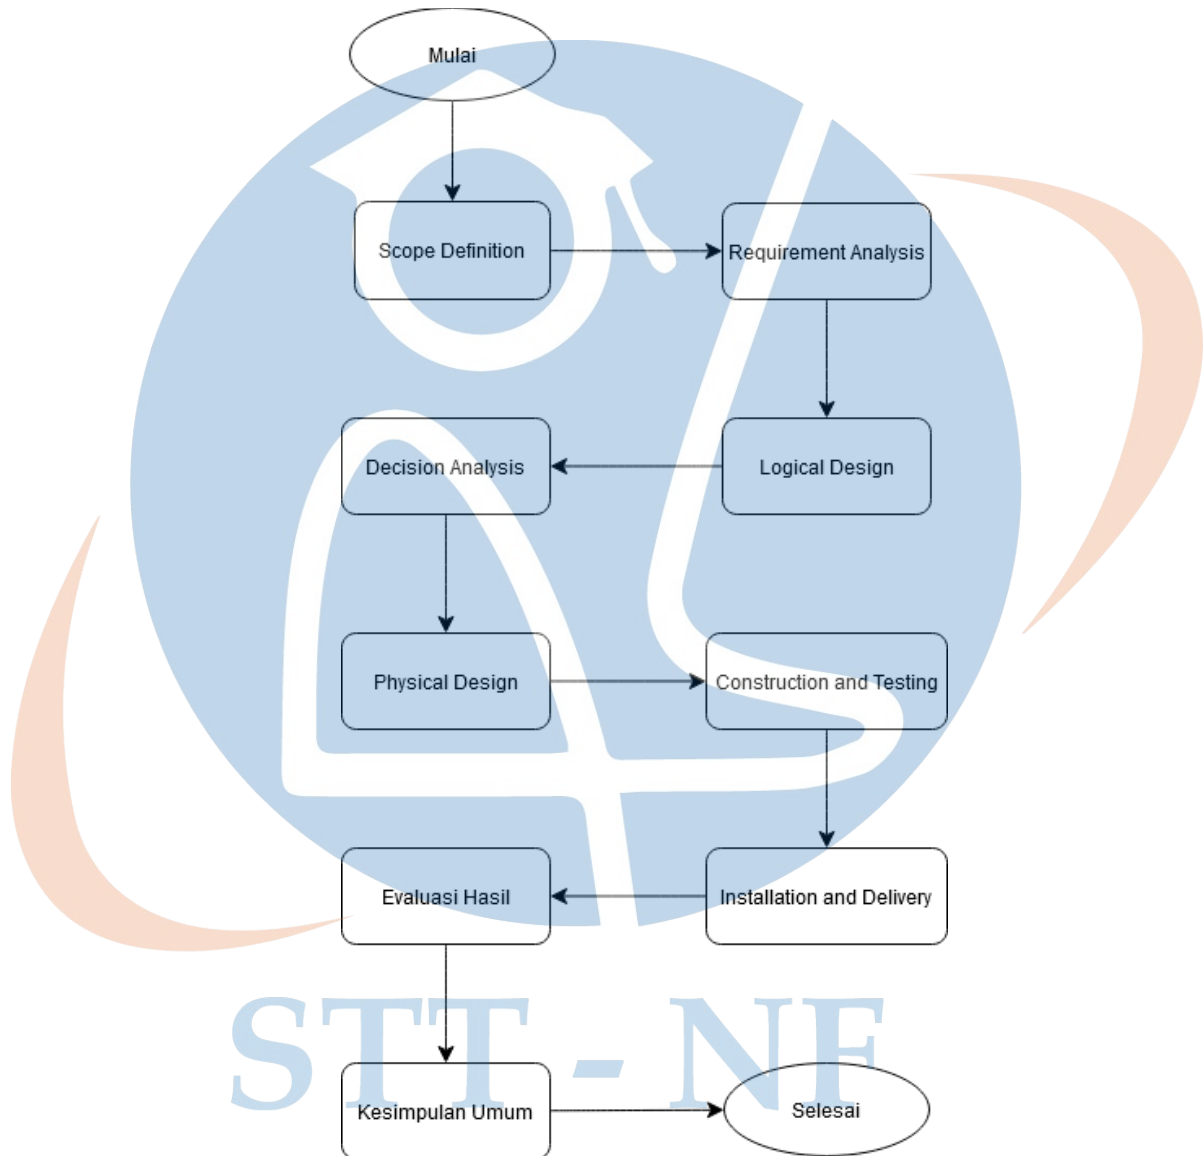 Mulai
Scope Definition
Requirement Analysis
Logical Design
Decision Analysis
Physical Design
Construction and Testing
Installation and Delivery
Evaluasi Hasil
Kesimpulan Umum
Selesai
STT - NF